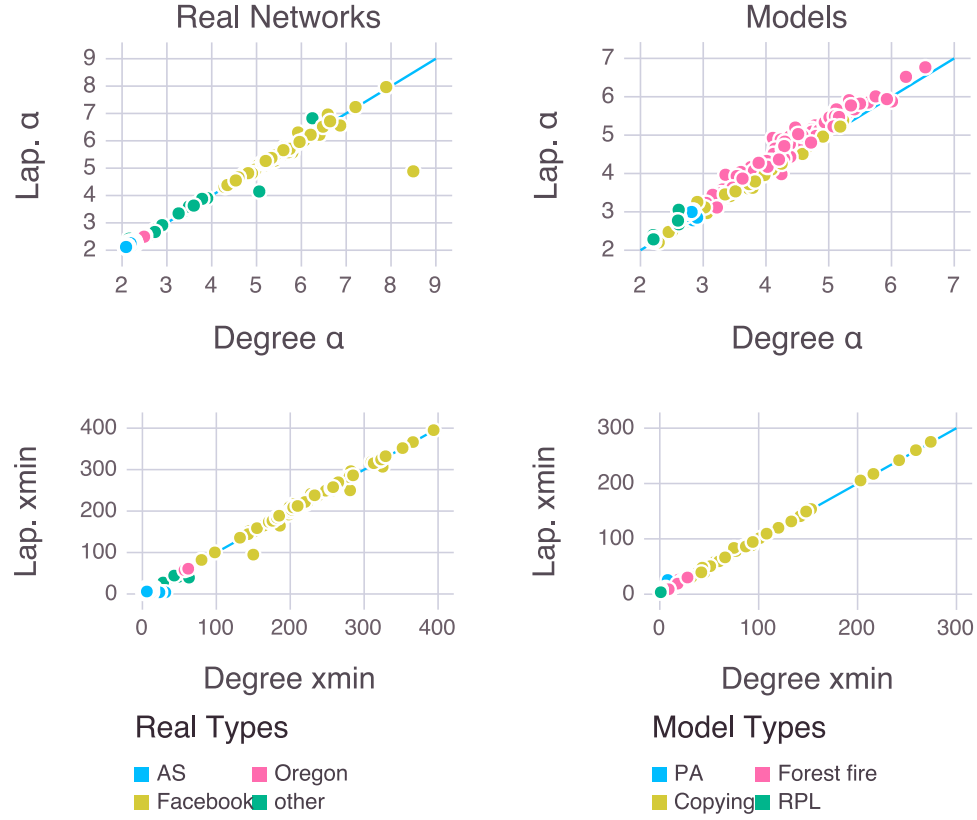 Real Networks
Models
9
8
7
6
5
4
3
2
Lap. α
2 3 4 5 6 7 8 9
Degree α
7
6
5
4
3
2
Lap. α
2 3 4 5 6 7
Degree α
400
300
200
100
0
Lap. xmin
0 100 200 300 400
Degree xmin
300
200
100
0
Lap. xmin
0 100 200 300
Degree xmin
Real Types
AS Oregon
Facebook other
Model Types
PA Forest fire
Copying RPL